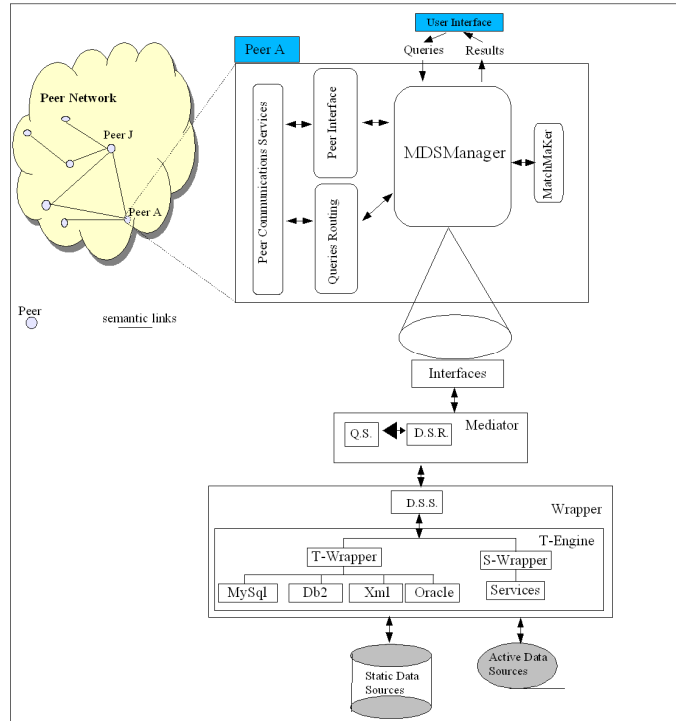 User Interface
Peer A
Queries
Results
Peer Network
Peer J
Peer A
Peer Communications Services
Peer Interface
Queries Routing
MDSManager
MatchMaKer
Peer
semantic links
Interfaces
Mediator
Q.S.
D.S.R.
D.S.S.
Wrapper
T-Engine
T-Wrapper
S-Wrapper
MySql
Db2
Xml
Oracle
Services
Static Data
Sources
Active Data
Sources